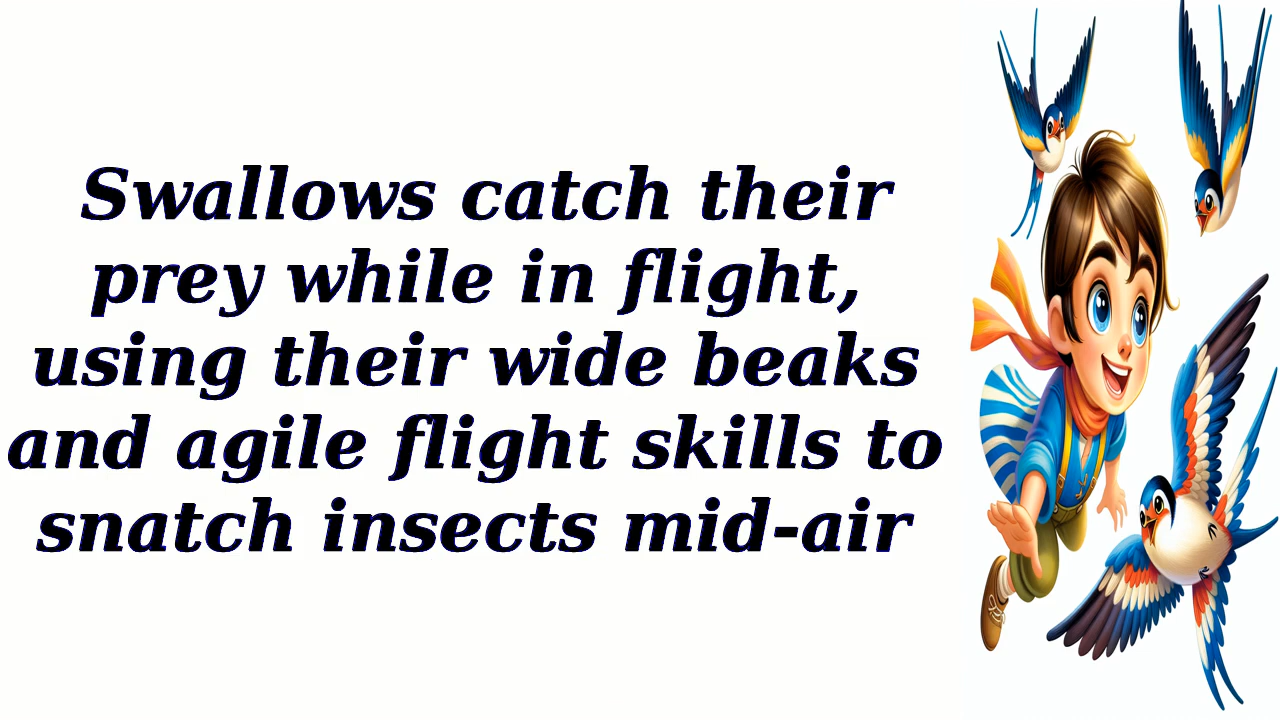 Swallows catch their
prey while in flight,
using their wide beaks
and agile flight skills to
snatch insects mid-air